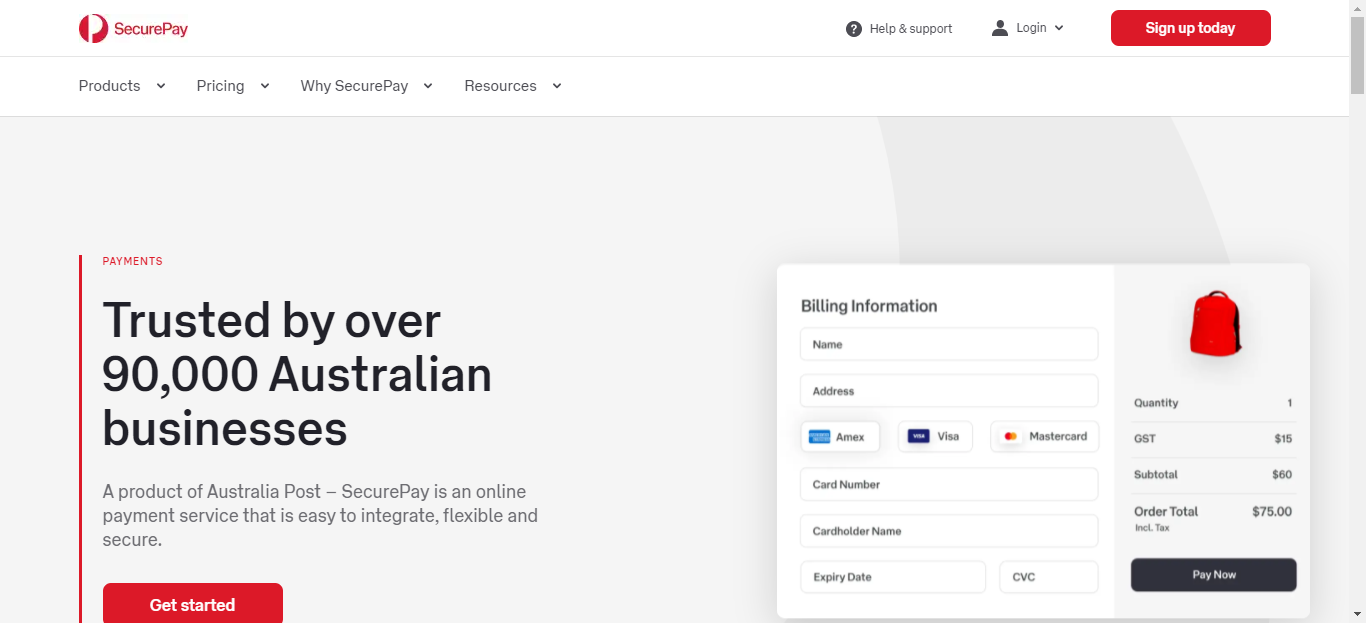 SecurePay
Help & support
Login
Sign up today
Products
Pricing
Why SecurePay
Resources
PAYMENTS
Trusted by over
90,000 Australian
businesses
A product of Australia Post – SecurePay is an online
payment service that is easy to integrate, flexible and
secure.
Get started
Billing Information
Name
Address
Amex
VISA Visa
Mastercard
Card Number
Cardholder Name
Expiry Date
CVC
Quantity 1
GST $15
Subtotal $60
Order Total $75.00
Incl. Tax
Pay Now